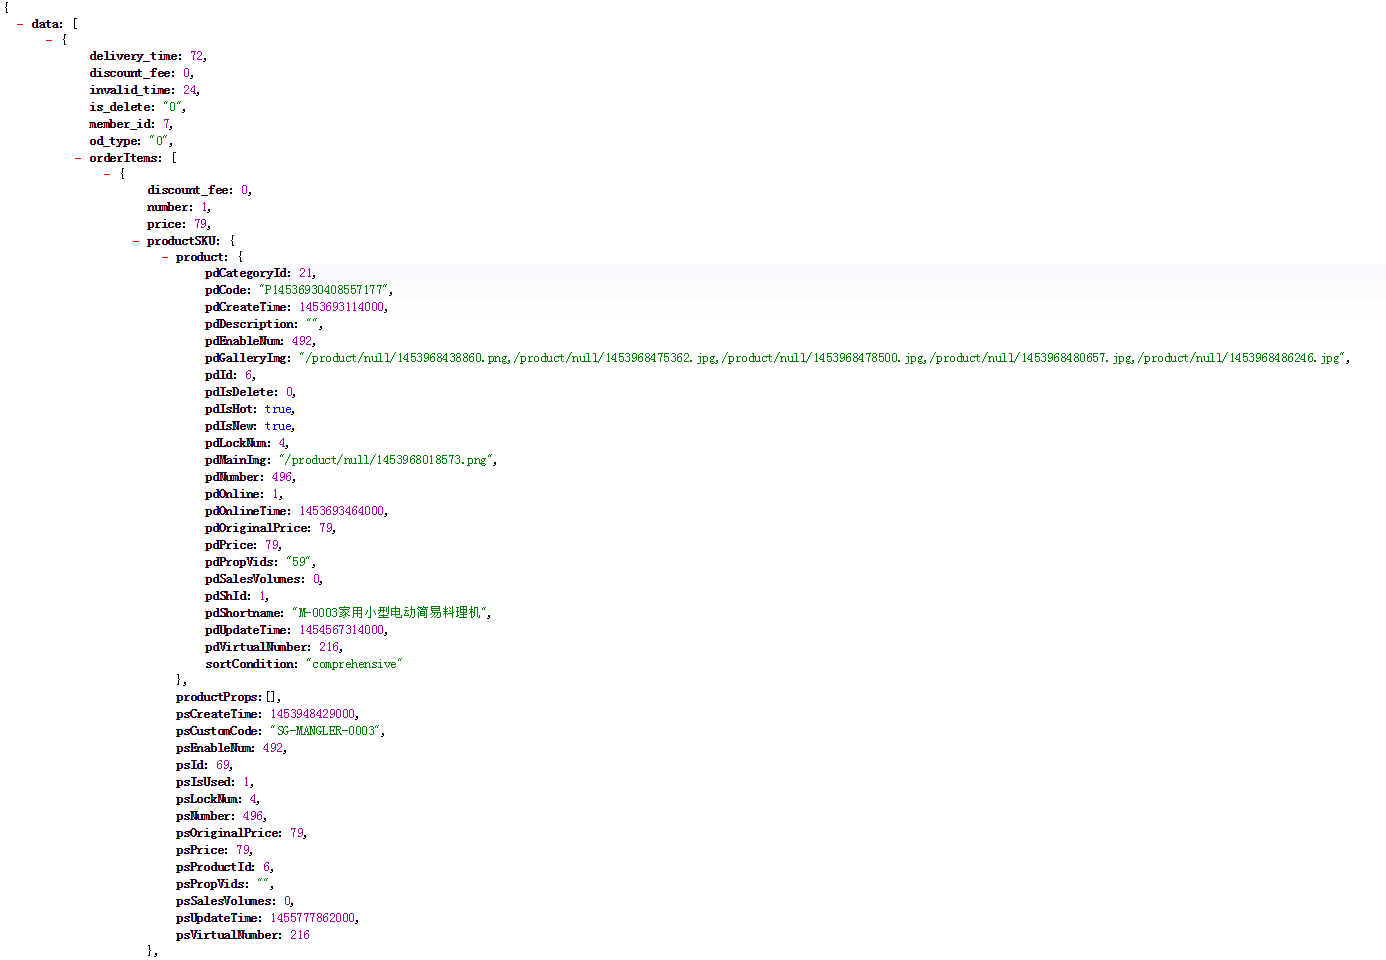 {
- data: [
- {
delivery_time: 72,
discount_fee: 0,
invalid_time: 24,
is_delete: "0",
member_id: 7,
od_type: "0",
- orderItems: [
- {
discount_fee: 0,
number: 1,
price: 79,
- productSKU: {
- product: {
pdCategoryId: 21,
pdCode: "P14536930408557177",
pdCreateTime: 1453693114000,
pdDescription: "",
pdEnableNum: 492,
pdGalleryImg: "/product/null/1453968438860.png,/product/null/1453968475362.jpg,/product/null/1453968478500.jpg,/product/null/1453968480657.jpg,/product/null/1453968486246.jpg",
pdId: 6,
pdIsDelete: 0,
pdIsHot: true,
pdIsNew: true,
pdLockNum: 4,
pdMainImg: "/product/null/1453968018573.png",
pdNumber: 496,
pdOnline: 1,
pdOnlineTime: 1453693464000,
pdOriginalPrice: 79,
pdPrice: 79,
pdPropVids: "59",
pdSalesVolumes: 0,
pdShId: 1,
pdShortname: "M-0003家用小型电动简易料理机",
pdUpdateTime: 1454567314000,
pdVirtualNumber: 216,
sortCondition: "comprehensive"
},
productProps:[],
psCreateTime: 1453948429000,
psCustomCode: "SG-MANGLER-0003",
psEnableNum: 492,
psId: 69,
psIsUsed: 1,
psLockNum: 4,
psNumber: 496,
psOriginalPrice: 79,
psPrice: 79,
psProductId: 6,
psPropVids: "",
psSalesVolumes: 0,
psUpdateTime: 1455777862000,
psVirtualNumber: 216
},